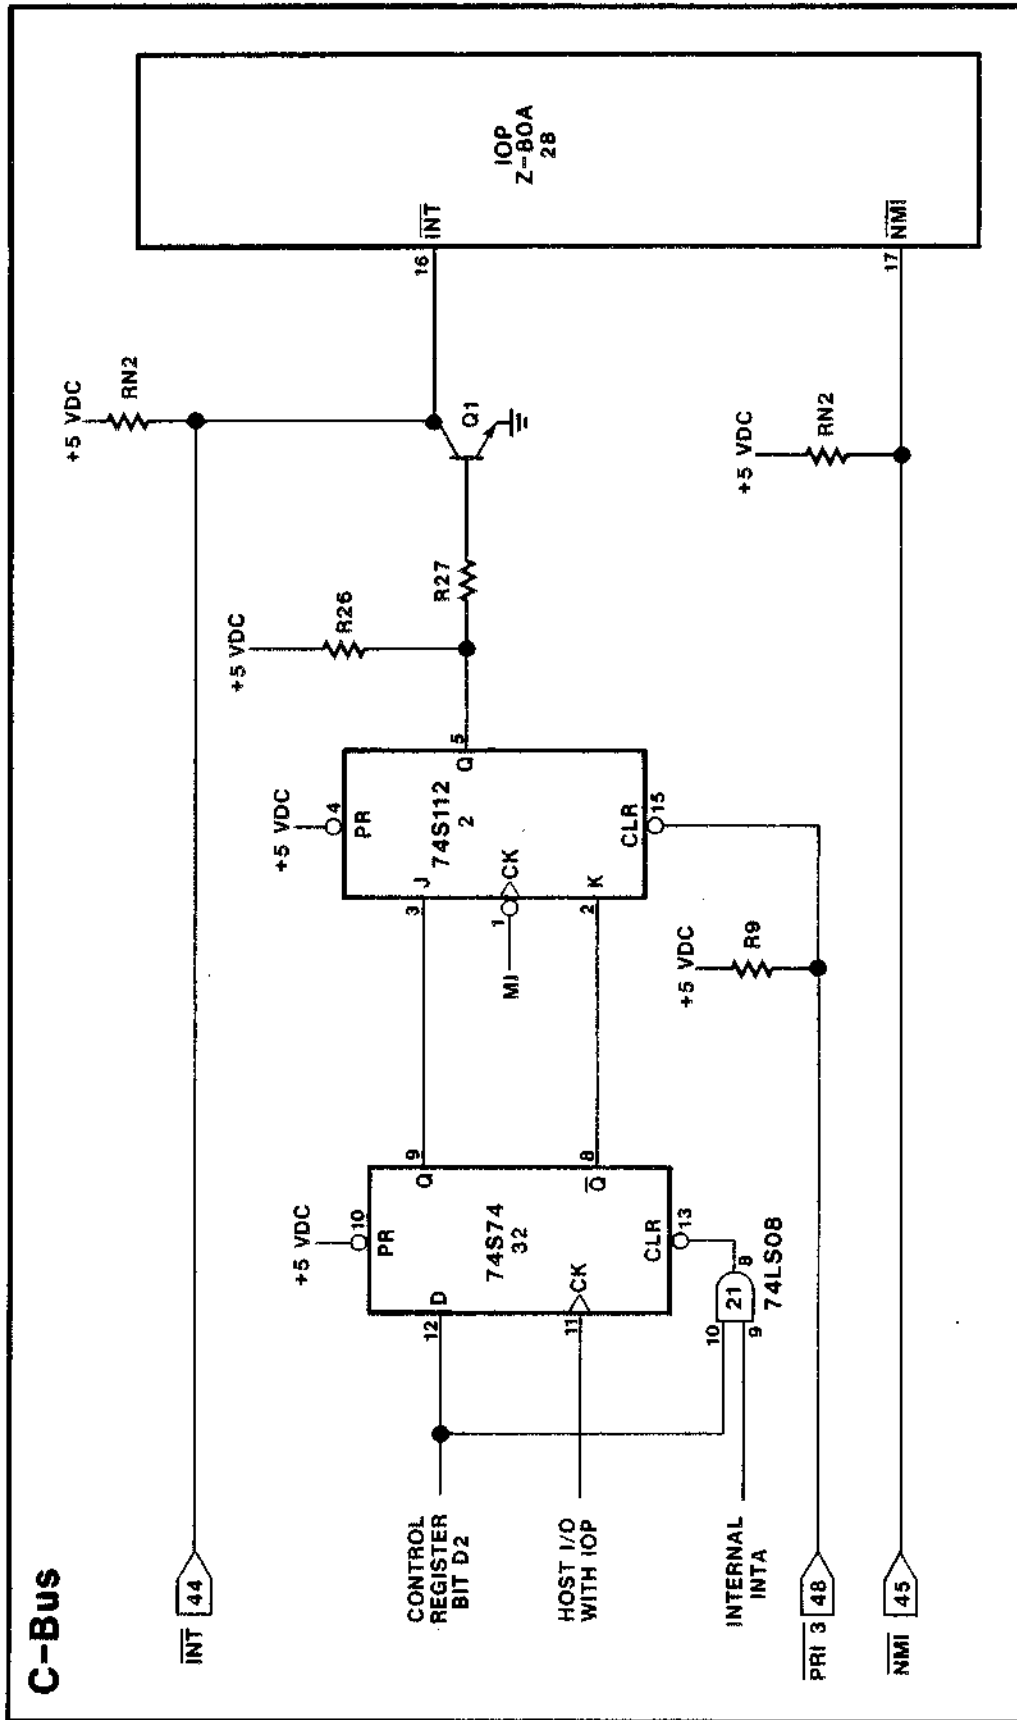 C-Bus
INT
44
+5 VDC
RN2
IOP
Z-80A
28
INT
16
Q1
+5 VDC
R26
R27
+5 VDC
4
PR
74S112
2
J
3
Q
5
CK
1
MI
K
2
CLR
15
+5 VDC
10
PR
74S74
32
D
12
Q
9
Q
8
CK
11
CLR
13
CONTROL
REGISTER
BIT D2
HOST I/O
WITH IOP
INTERNAL
INTA
10
9
21
8
74LS08
+5 VDC
R9
PRI 3
48
+5 VDC
RN2
NMI
45
17
NMI